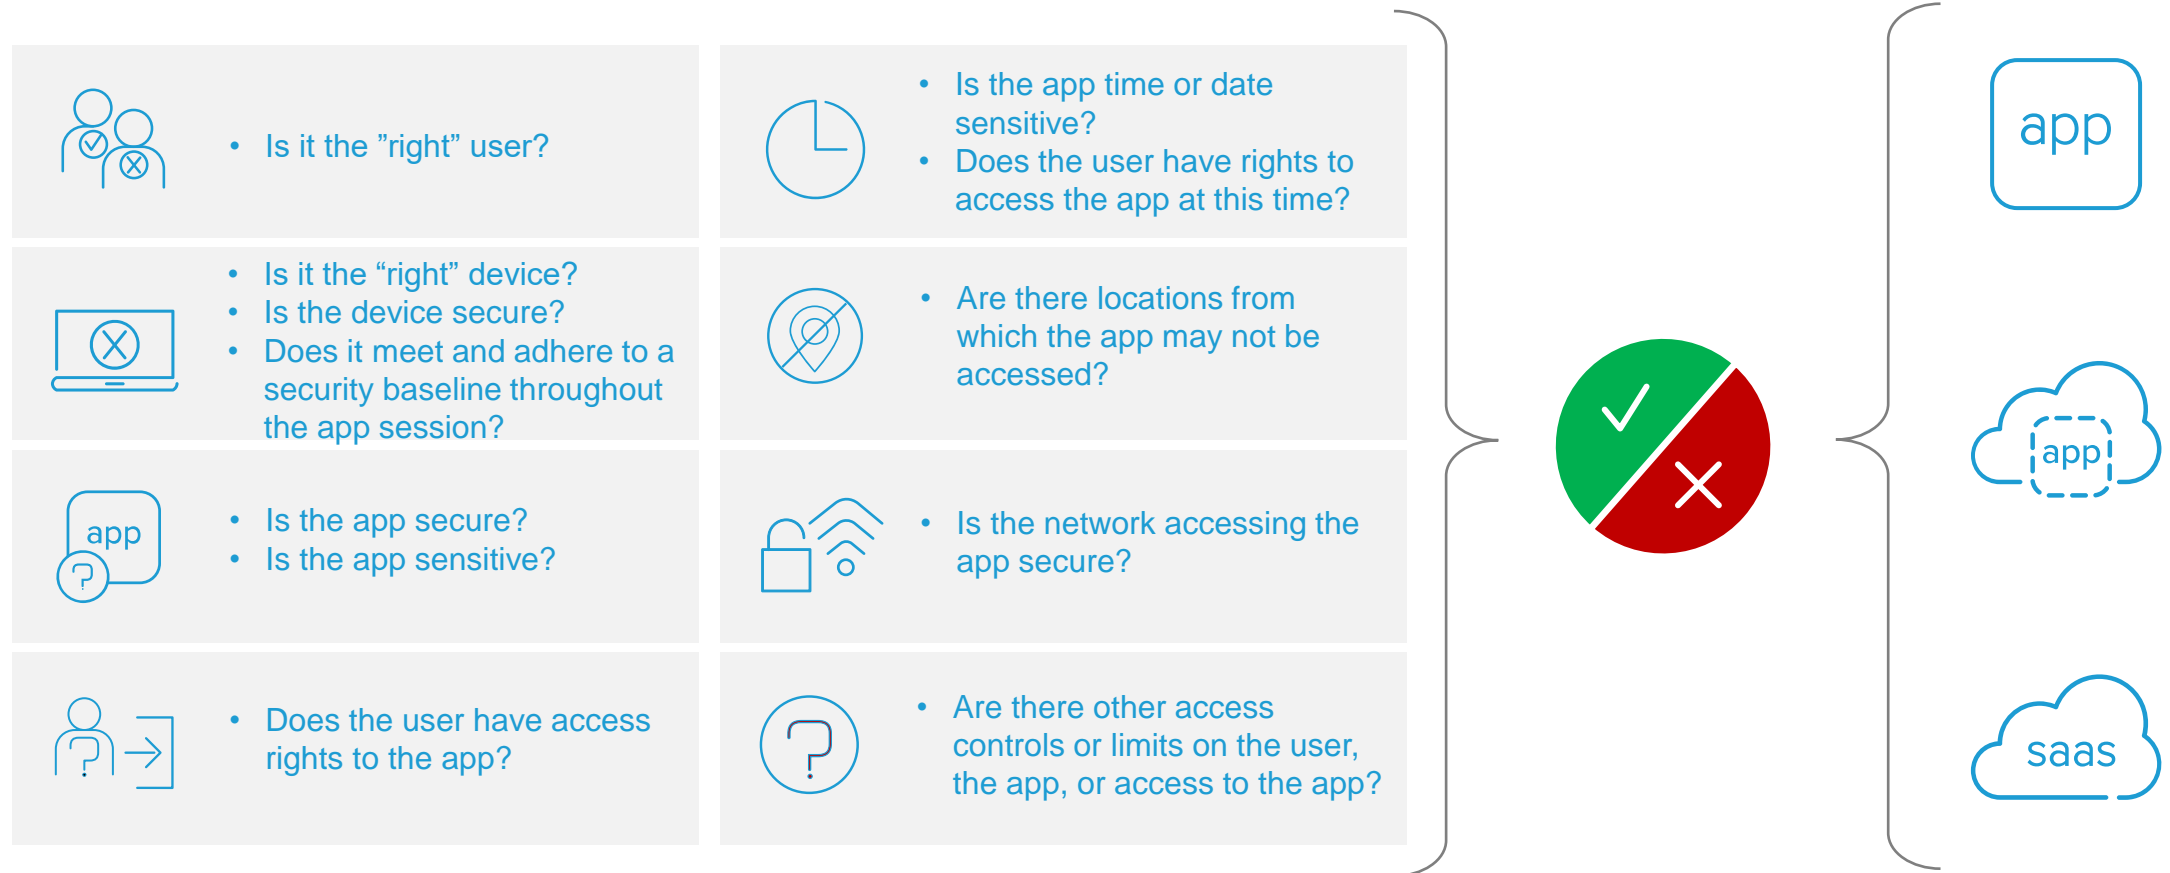 • Is it the ”right” user?
• Is it the “right” device?
• Is the device secure?
• Does it meet and adhere to a
security baseline throughout
the app session?
app
?
• Is the app secure?
• Is the app sensitive?
?
• Does the user have access
rights to the app?
• Is the app time or date
sensitive?
• Does the user have rights to
access the app at this time?
• Are there locations from
which the app may not be
accessed?
• Is the network accessing the
app secure?
?
• Are there other access
controls or limits on the user,
the app, or access to the app?
app
app
saas